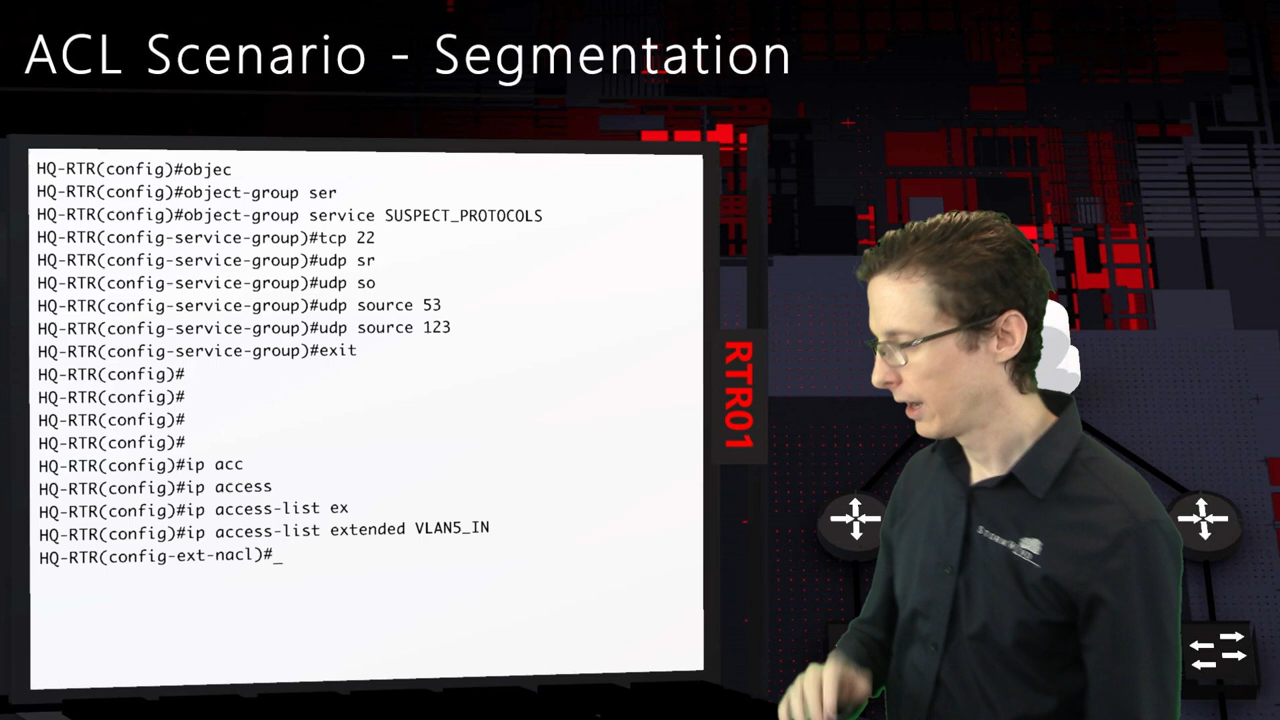 ACL Scenario - Segmentation
HQ-RTR(config)#objec
HQ-RTR(config)#object-group ser
HQ-RTR(config)#object-group service SUSPECT_PROTOCOLS
HQ-RTR(config-service-group)#tcp 22
HQ-RTR(config-service-group)#udp sr
HQ-RTR(config-service-group)#udp so
HQ-RTR(config-service-group)#udp source 53
HQ-RTR(config-service-group)#udp source 123
HQ-RTR(config-service-group)#exit
HQ-RTR(config)#
HQ-RTR(config)#
HQ-RTR(config)#
HQ-RTR(config)#
HQ-RTR(config)#ip acc
HQ-RTR(config)#ip access
HQ-RTR(config)#ip access-list ex
HQ-RTR(config)#ip access-list extended VLAN5_IN
HQ-RTR(config-ext-nacl)#_
RTR01